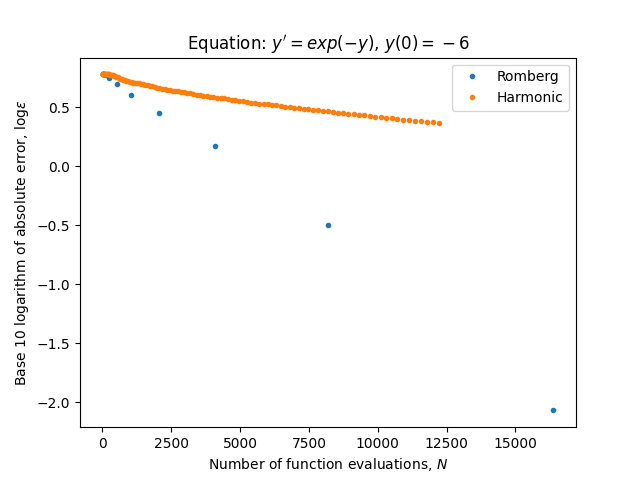 Equation: y′ = exp(−y), y(0) = −6
Romberg
Harmonic
Base 10 logarithm of absolute error, logε
0.5
0.0
−0.5
−1.0
−1.5
−2.0
0 2500 5000 7500 10000 12500 15000
Number of function evaluations, N